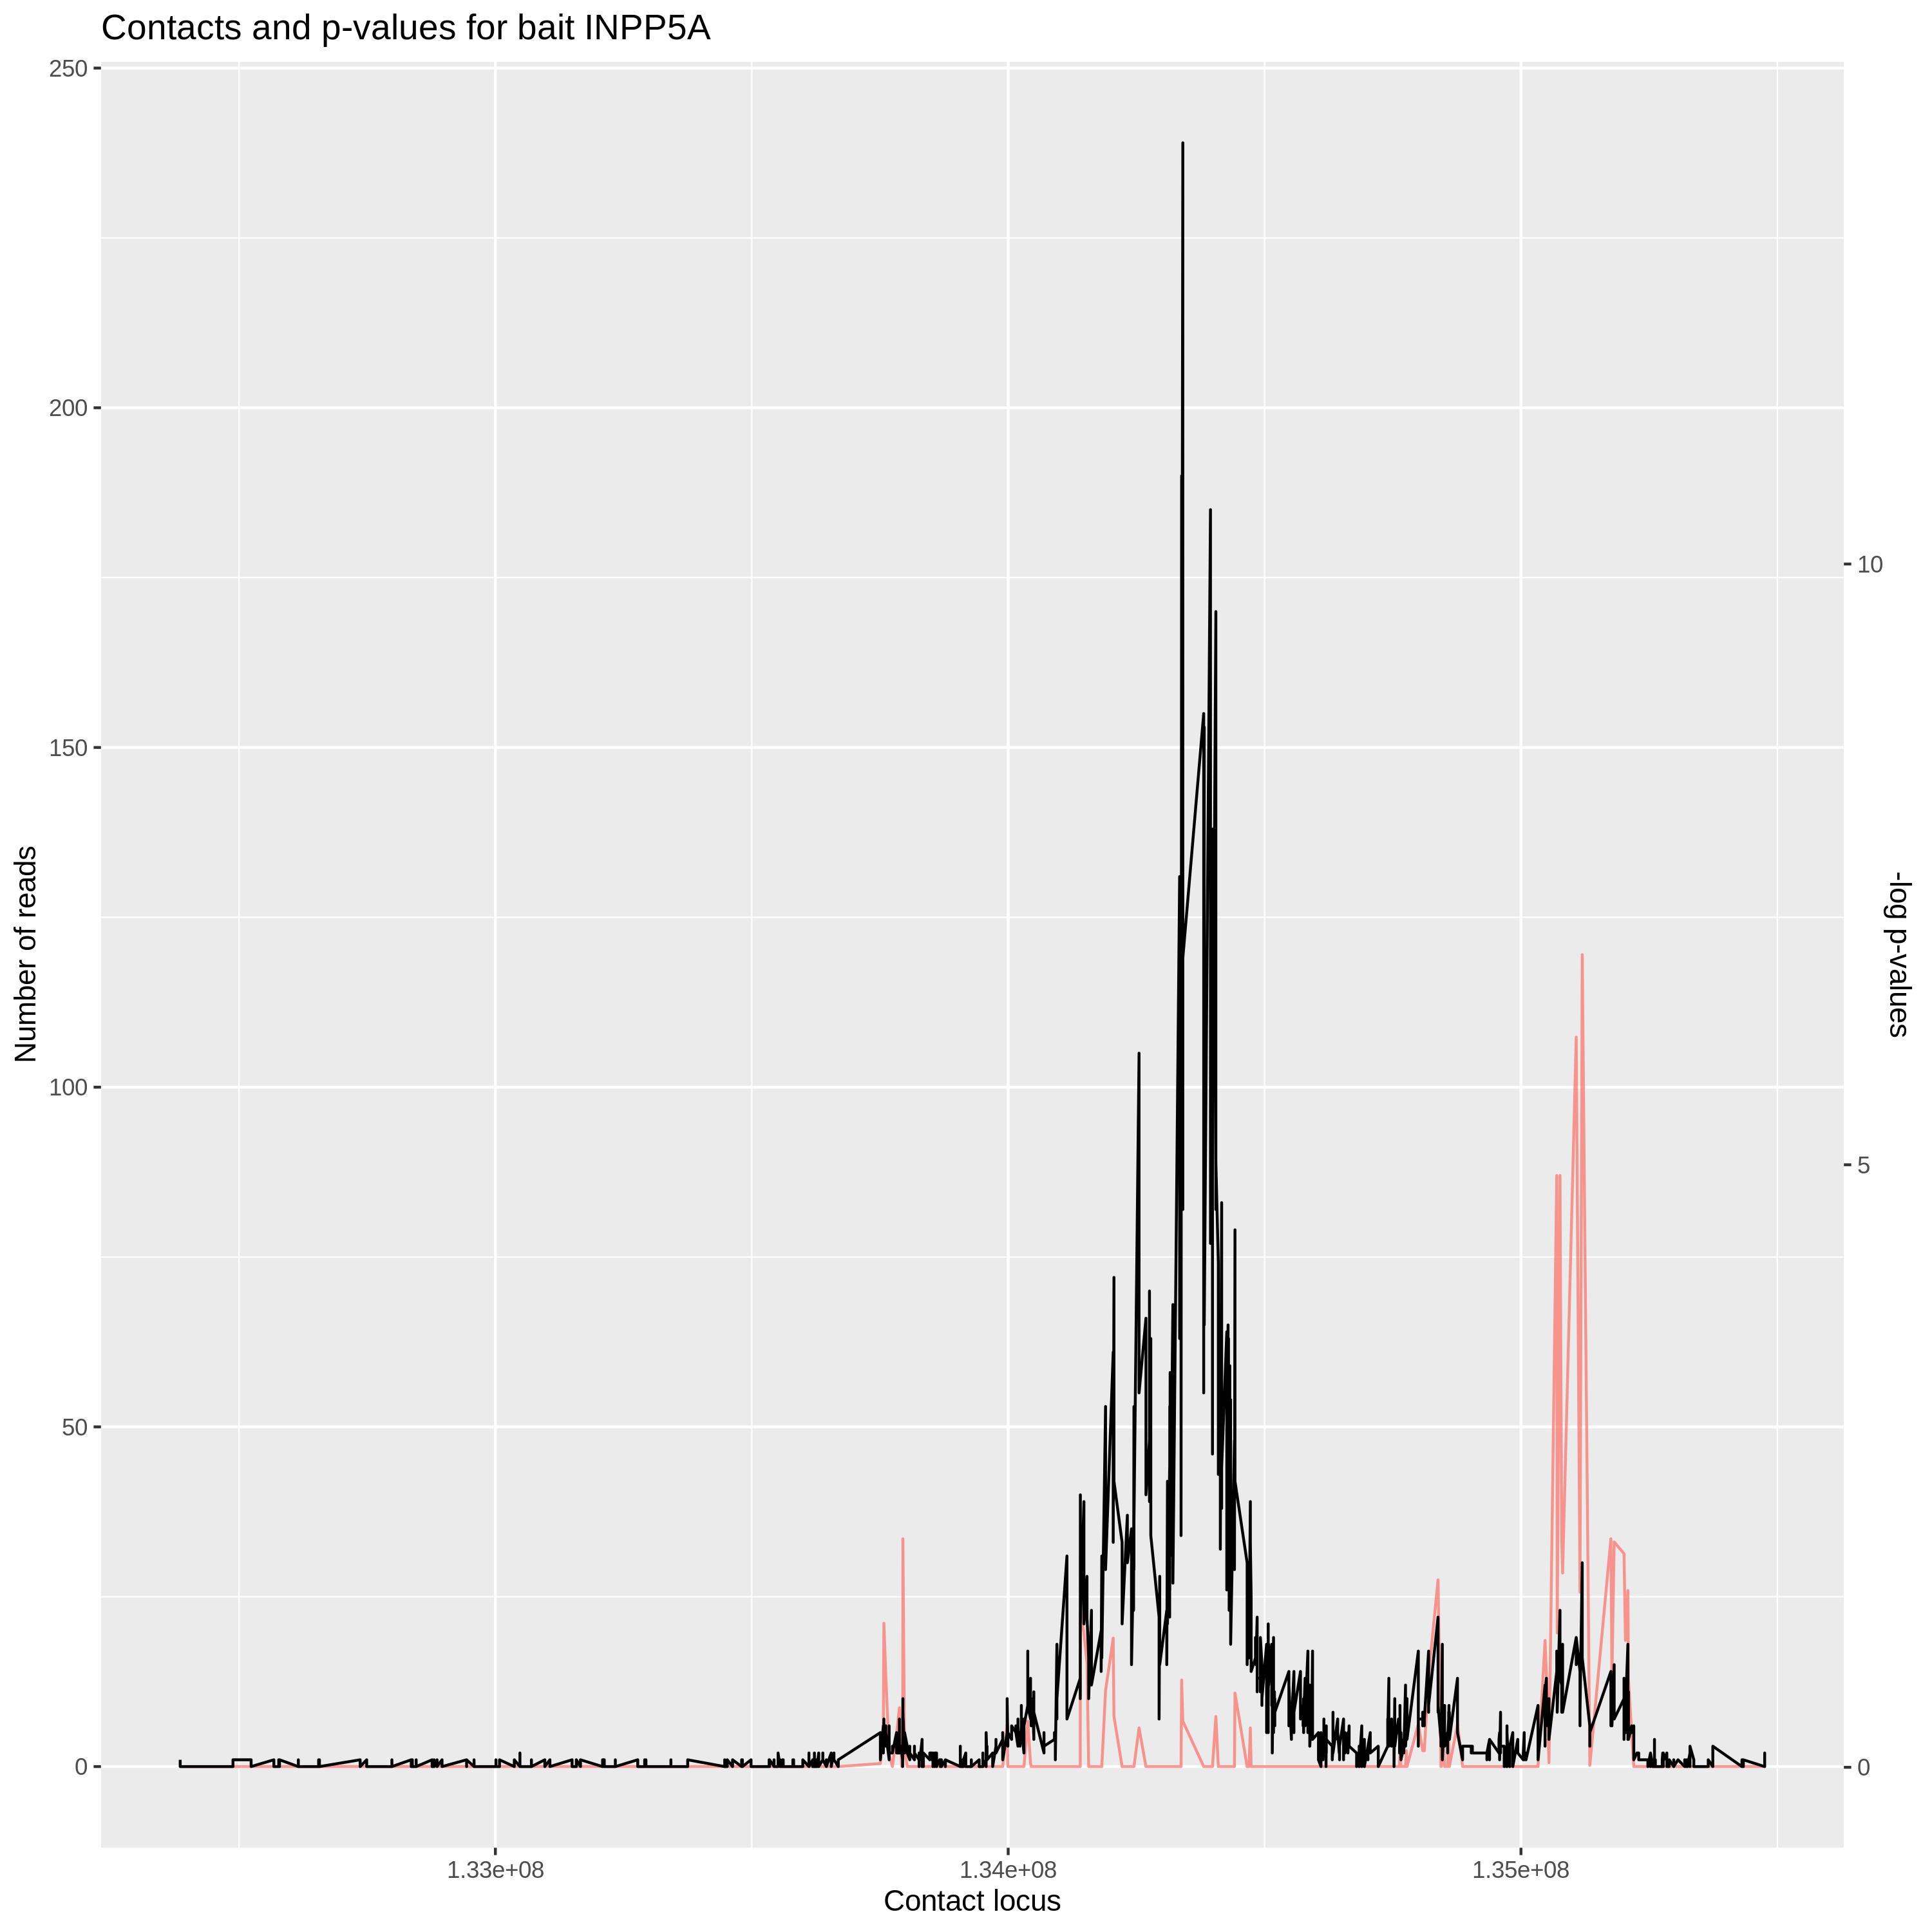 Contacts and p-values for bait INPP5A
250
200
150
100
50
0
Number of reads
10
5
0
-log p-values
1.33e+08
1.34e+08
1.35e+08
Contact locus